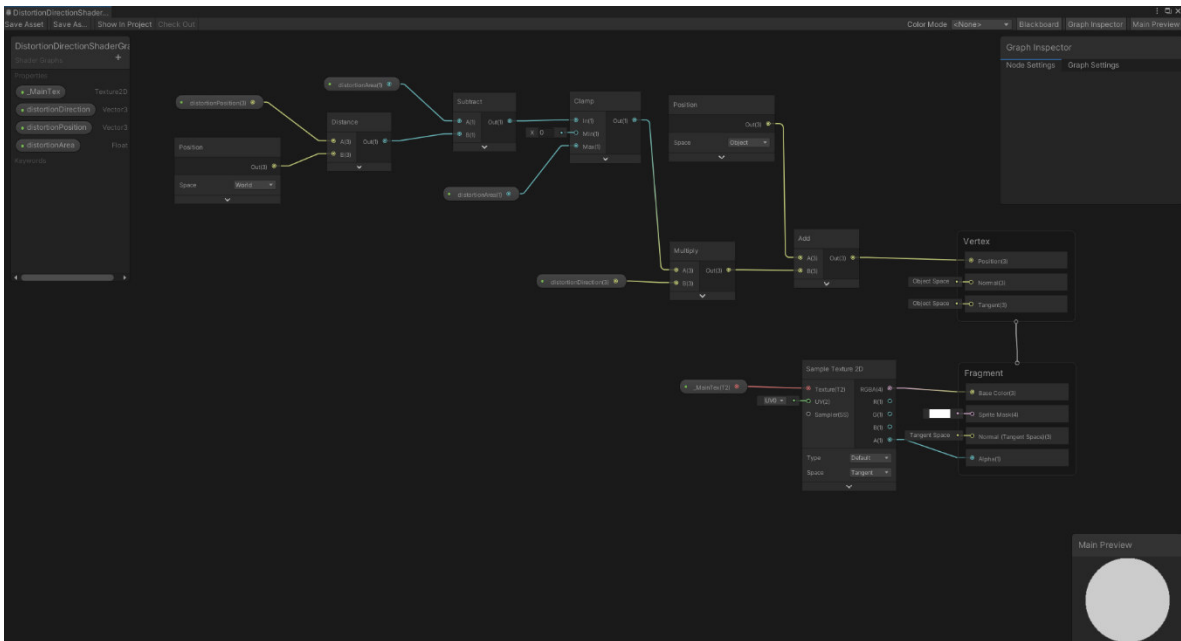 DistortionDirectionShader...
Save Asset Save As... Show In Project Check Out
Color Mode <None> Blackboard Graph Inspector Main Preview
DistortionDirectionShaderGra
Shader Graphs
+
Properties
_MainTex Texture2D
distortionDirection Vector3
distortionPosition Vector3
distortionArea Float
Keywords
distortionPosition(3)
Position
Out(3)
Space World
distortionArea(1)
Distance
A(3) Out(1)
B(3)
Subtract
A(1) Out(1)
B(1)
distortionArea(1)
Clamp
In(1) Out(1)
X 0 Min(1)
Max(1)
Position
Out(3)
Space Object
Multiply
A(3) Out(3)
B(3)
distortionDirection(3)
Add
A(3) Out(3)
B(3)
Vertex
Position(3)
Object Space Normal(3)
Object Space Tangent(3)
_MainTex(T2)
Sample Texture 2D
Texture(T2) RGBA(4)
UV0 UV(2) R(1)
Sampler(SS) G(1)
B(1)
A(1)
Type Default
Space Tangent
Fragment
Base Color(3)
Sprite Mask(4)
Tangent Space Normal (Tangent Space)(3)
Alpha(1)
Graph Inspector
Node Settings Graph Settings
Main Preview